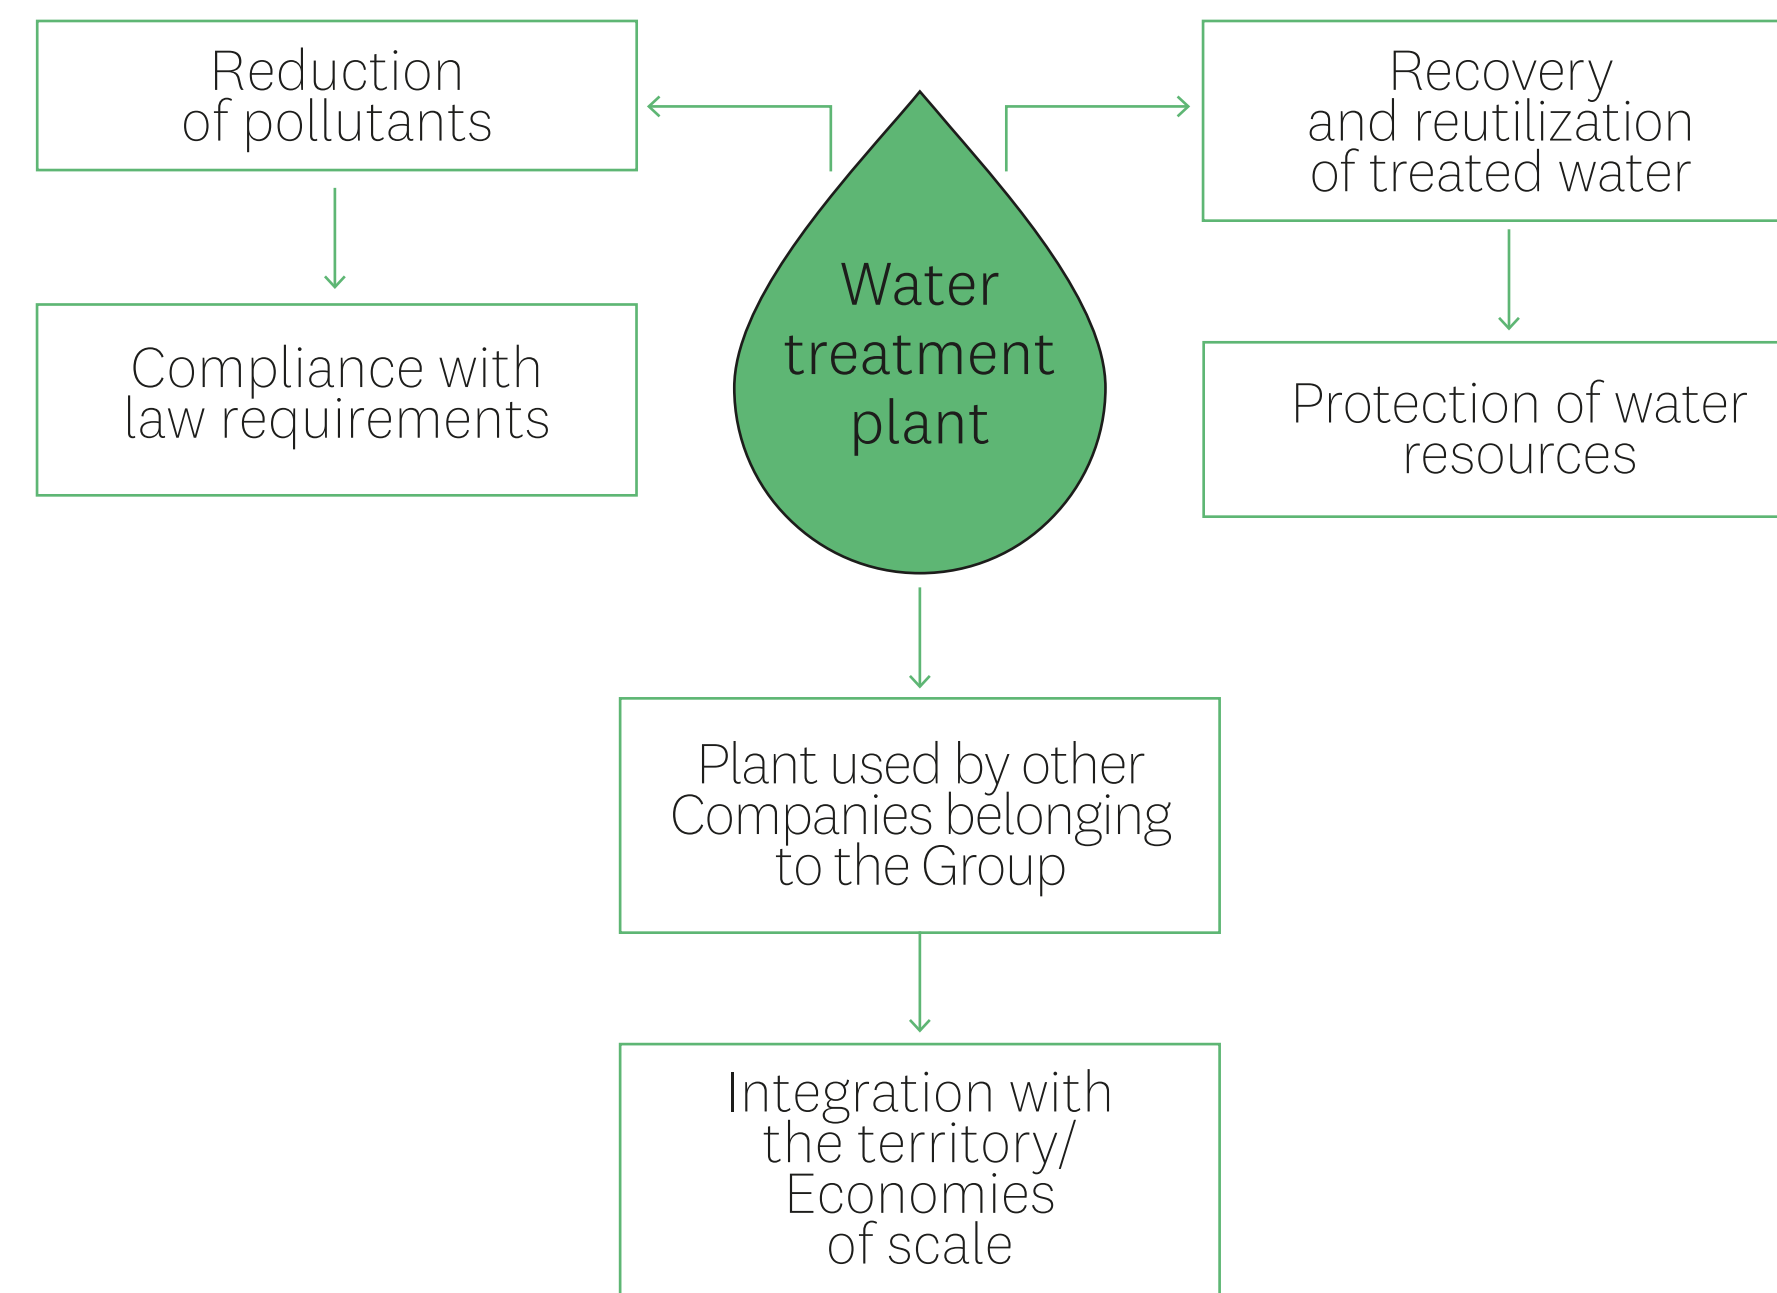 Reduction
of pollutants
Compliance with
law requirements
Water
treatment
plant
Recovery
and reutilization
of treated water
Protection of water
resources
Plant used by other
Companies belonging
to the Group
Integration with
the territory/
Economies
of scale